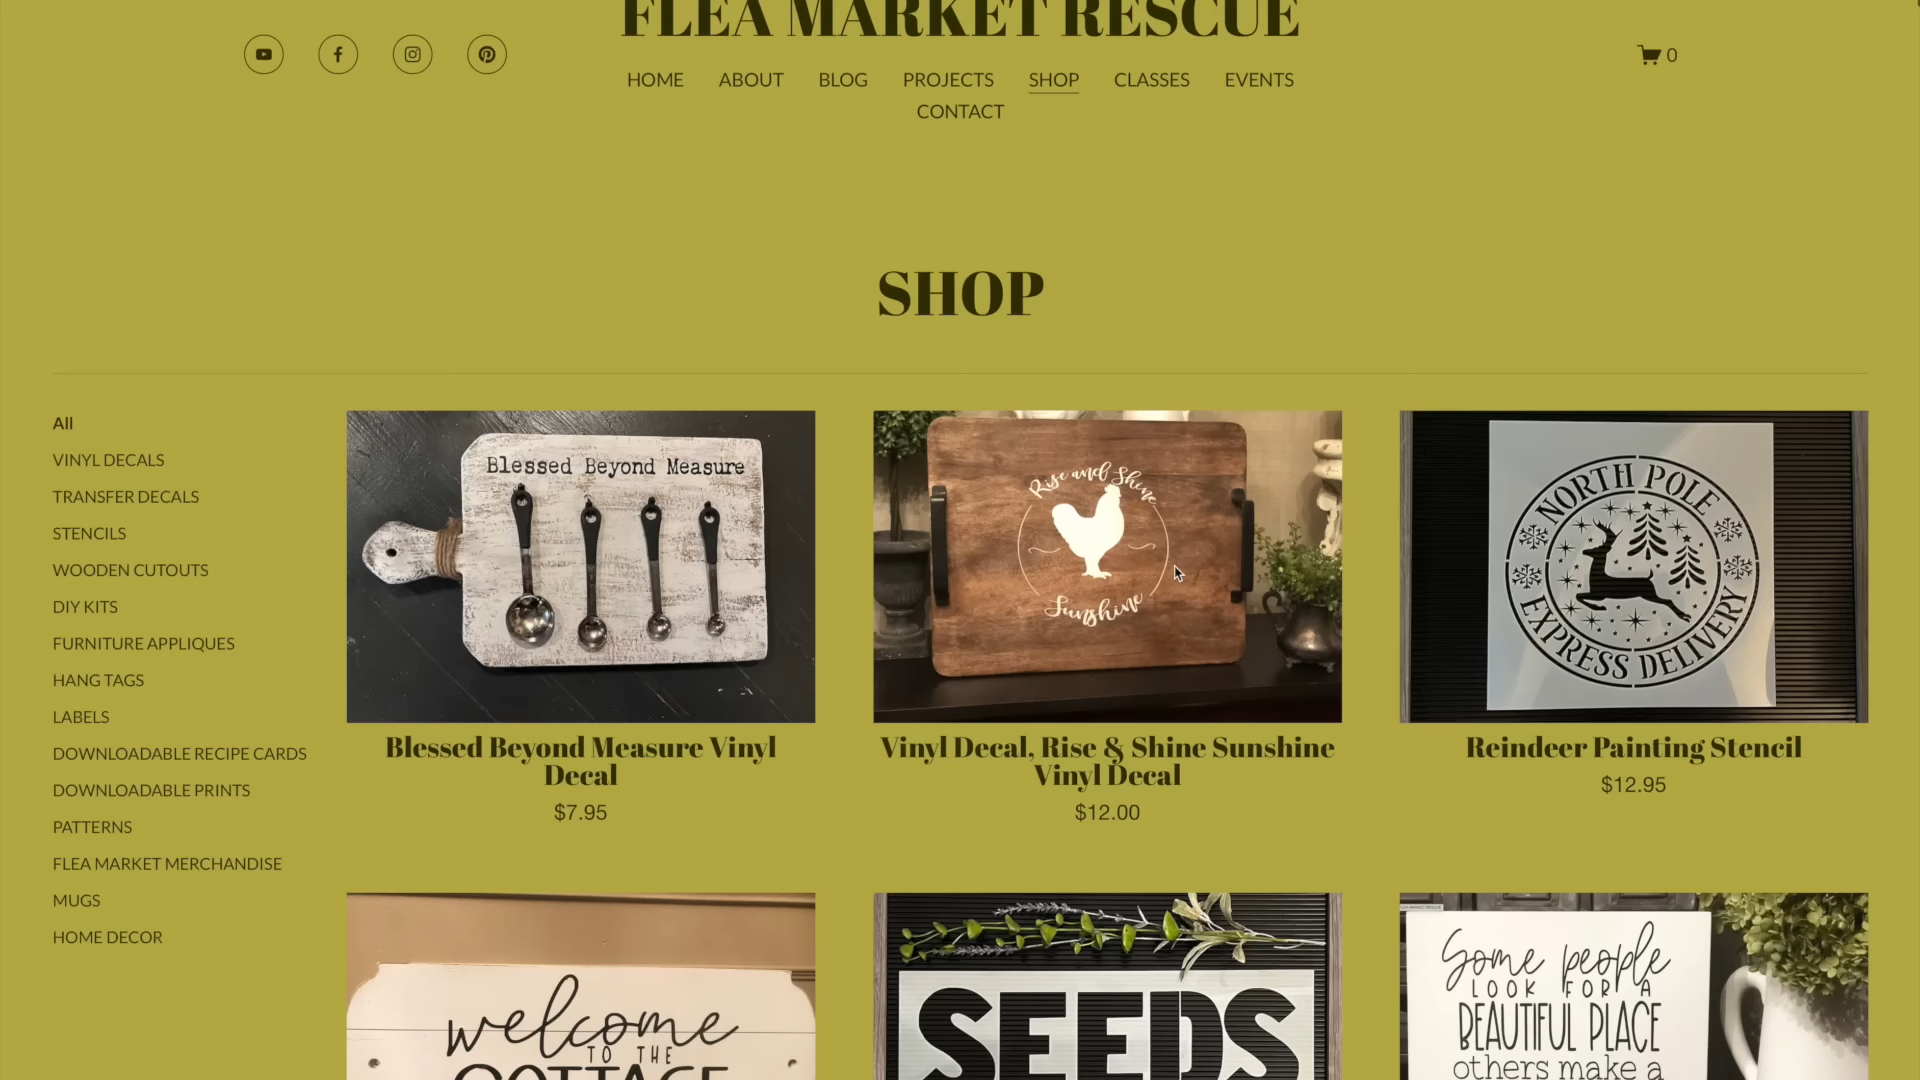 FLEA MARKET RESCUE
0
HOME ABOUT BLOG PROJECTS SHOP CLASSES EVENTS
CONTACT
SHOP
All
VINYL DECALS
TRANSFER DECALS
STENCILS
WOODEN CUTOUTS
DIY KITS
FURNITURE APPLIQUES
HANG TAGS
LABELS
DOWNLOADABLE RECIPE CARDS
DOWNLOADABLE PRINTS
PATTERNS
FLEA MARKET MERCHANDISE
MUGS
HOME DECOR
Blessed Beyond Measure
Blessed Beyond Measure Vinyl
Decal
$7.95
Rise and Shine
Sunshine
Vinyl Decal, Rise & Shine Sunshine
Vinyl Decal
$12.00
NORTH POLE
EXPRESS DELIVERY
Reindeer Painting Stencil
$12.95
welcome
TO THE
COTTAGE
SEEDS
Some people
LOOK FOR A
BEAUTIFUL PLACE
others make a